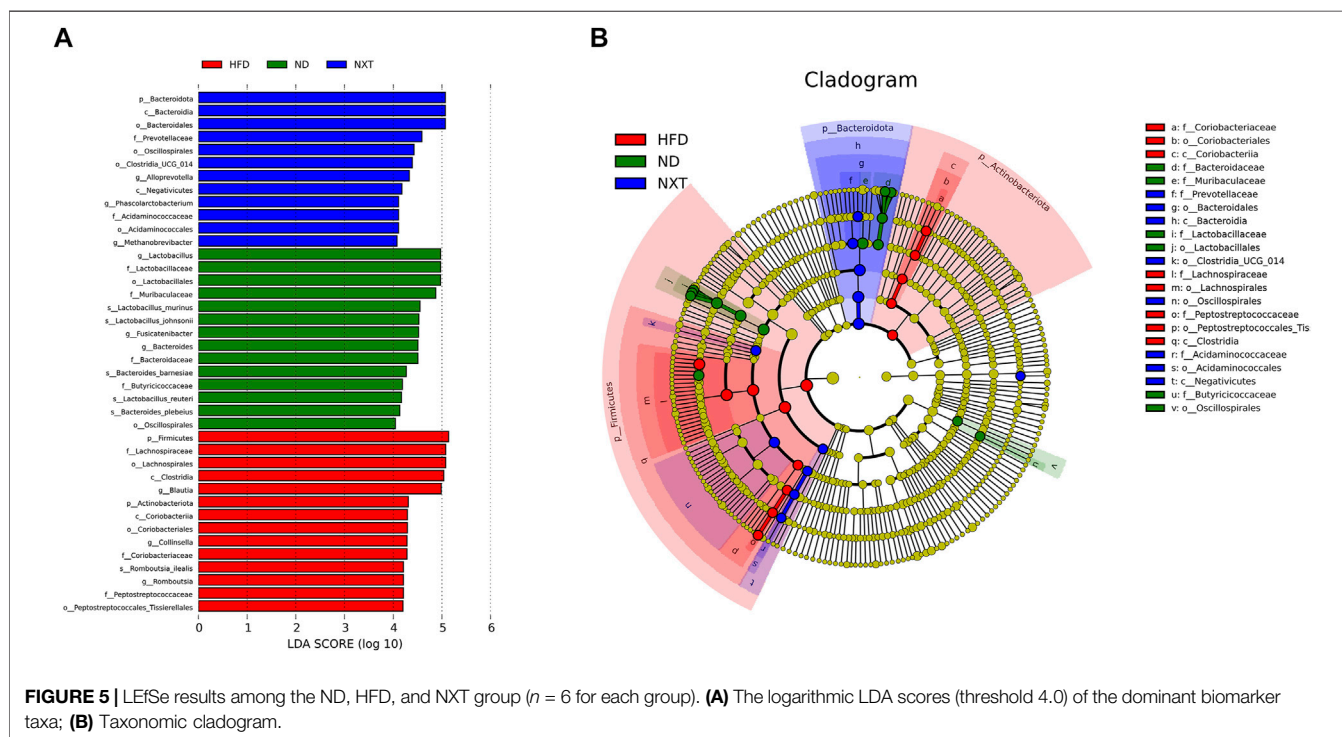 A
HFD ND NXT
p__Bacteroidota
c__Bacteroidia
o__Bacteroidales
f__Prevotellaceae
o__Oscillospirales
o__Clostridia_UCG_014
g__Alloprevotella
c__Negativicutes
g__Phascolarctobacterium
f__Acidaminococcaceae
o__Acidaminococcales
g__Methanobrevibacter
g__Lactobacillus
f__Lactobacillaceae
o__Lactobacillales
f__Muribaculaceae
s__Lactobacillus_murinus
s__Lactobacillus_johnsonii
g__Fusicatenibacter
g__Bacteroides
f__Bacteroidaceae
s__Bacteroides_barnesiae
f__Butyricicoccaceae
s__Lactobacillus_reuteri
s__Bacteroides_plebeius
o__Oscillospirales
p__Firmicutes
f__Lachnospiraceae
o__Lachnospirales
c__Clostridia
g__Blautia
p__Actinobacteriota
c__Coriobacteriia
o__Coriobacteriales
g__Collinsella
f__Coriobacteriaceae
s__Romboutsia_ilealis
g__Romboutsia
f__Peptostreptococcaceae
o__Peptostreptococcales_Tissierellales
0 1 2 3 4 5 6
LDA SCORE (log 10)
B
Cladogram
HFD
ND
NXT
p__Bacteroidota
h
g
f e d
c
b
a
p__Actinobacteriota
j
i
k
p__Firmicutes
m
l
q
n
p
o
r
s
t
u
v
a: f__Coriobacteriaceae
b: o__Coriobacteriales
c: c__Coriobacteriia
d: f__Bacteroidaceae
e: f__Muribaculaceae
f: f__Prevotellaceae
g: o__Bacteroidales
h: c__Bacteroidia
i: f__Lactobacillaceae
j: o__Lactobacillales
k: o__Clostridia_UCG_014
l: f__Lachnospiraceae
m: o__Lachnospirales
n: o__Oscillospirales
o: f__Peptostreptococcaceae
p: o__Peptostreptococcales_Tis
q: c__Clostridia
r: f__Acidaminococcaceae
s: o__Acidaminococcales
t: c__Negativicutes
u: f__Butyricicoccaceae
v: o__Oscillospirales
FIGURE 5 | LEfSe results among the ND, HFD, and NXT group (n = 6 for each group). (A) The logarithmic LDA scores (threshold 4.0) of the dominant biomarker
taxa; (B) Taxonomic cladogram.